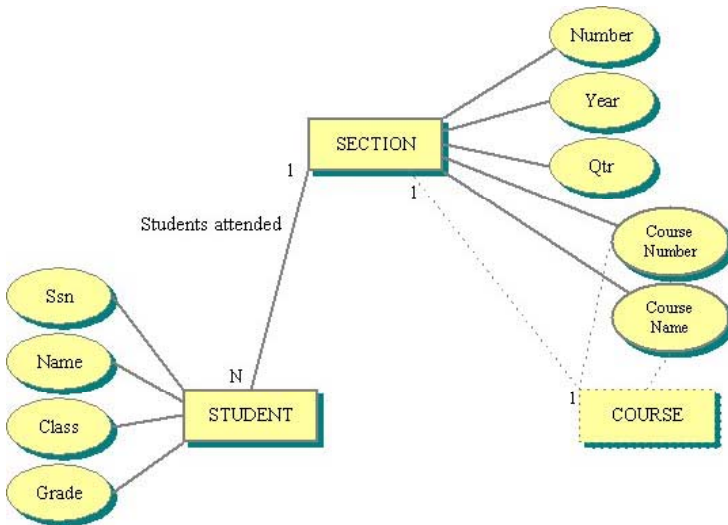 Number
Year
SECTION
Qtr
1
1
Students attended
Course
Number
Ssn
Course
Name
Name
N
1
STUDENT
COURSE
Class
Grade